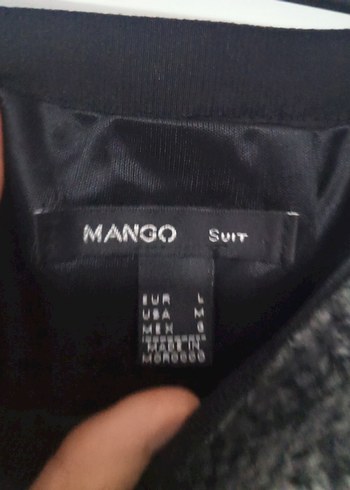 MANGO SUIT
EUR L
USA M
MEX G
MADE IN
MOROCCO